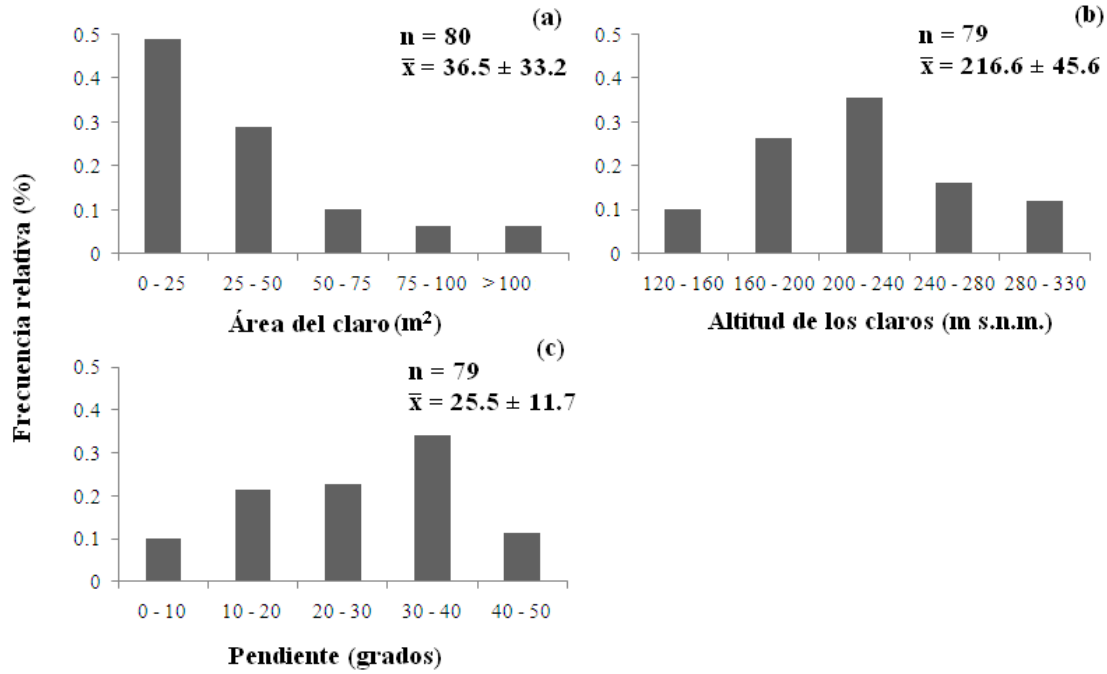 Frecuencia relativa (%)
(a)
n = 80
x̄ = 36.5 ± 33.2
0.5
0.4
0.3
0.2
0.1
0
0 - 25 25 - 50 50 - 75 75 - 100 > 100
Área del claro (m²)
(b)
n = 79
x̄ = 216.6 ± 45.6
0.5
0.4
0.3
0.2
0.1
0
120 - 160 160 - 200 200 - 240 240 - 280 280 - 330
Altitud de los claros (m s.n.m.)
(c)
n = 79
x̄ = 25.5 ± 11.7
0.5
0.4
0.3
0.2
0.1
0
0 - 10 10 - 20 20 - 30 30 - 40 40 - 50
Pendiente (grados)